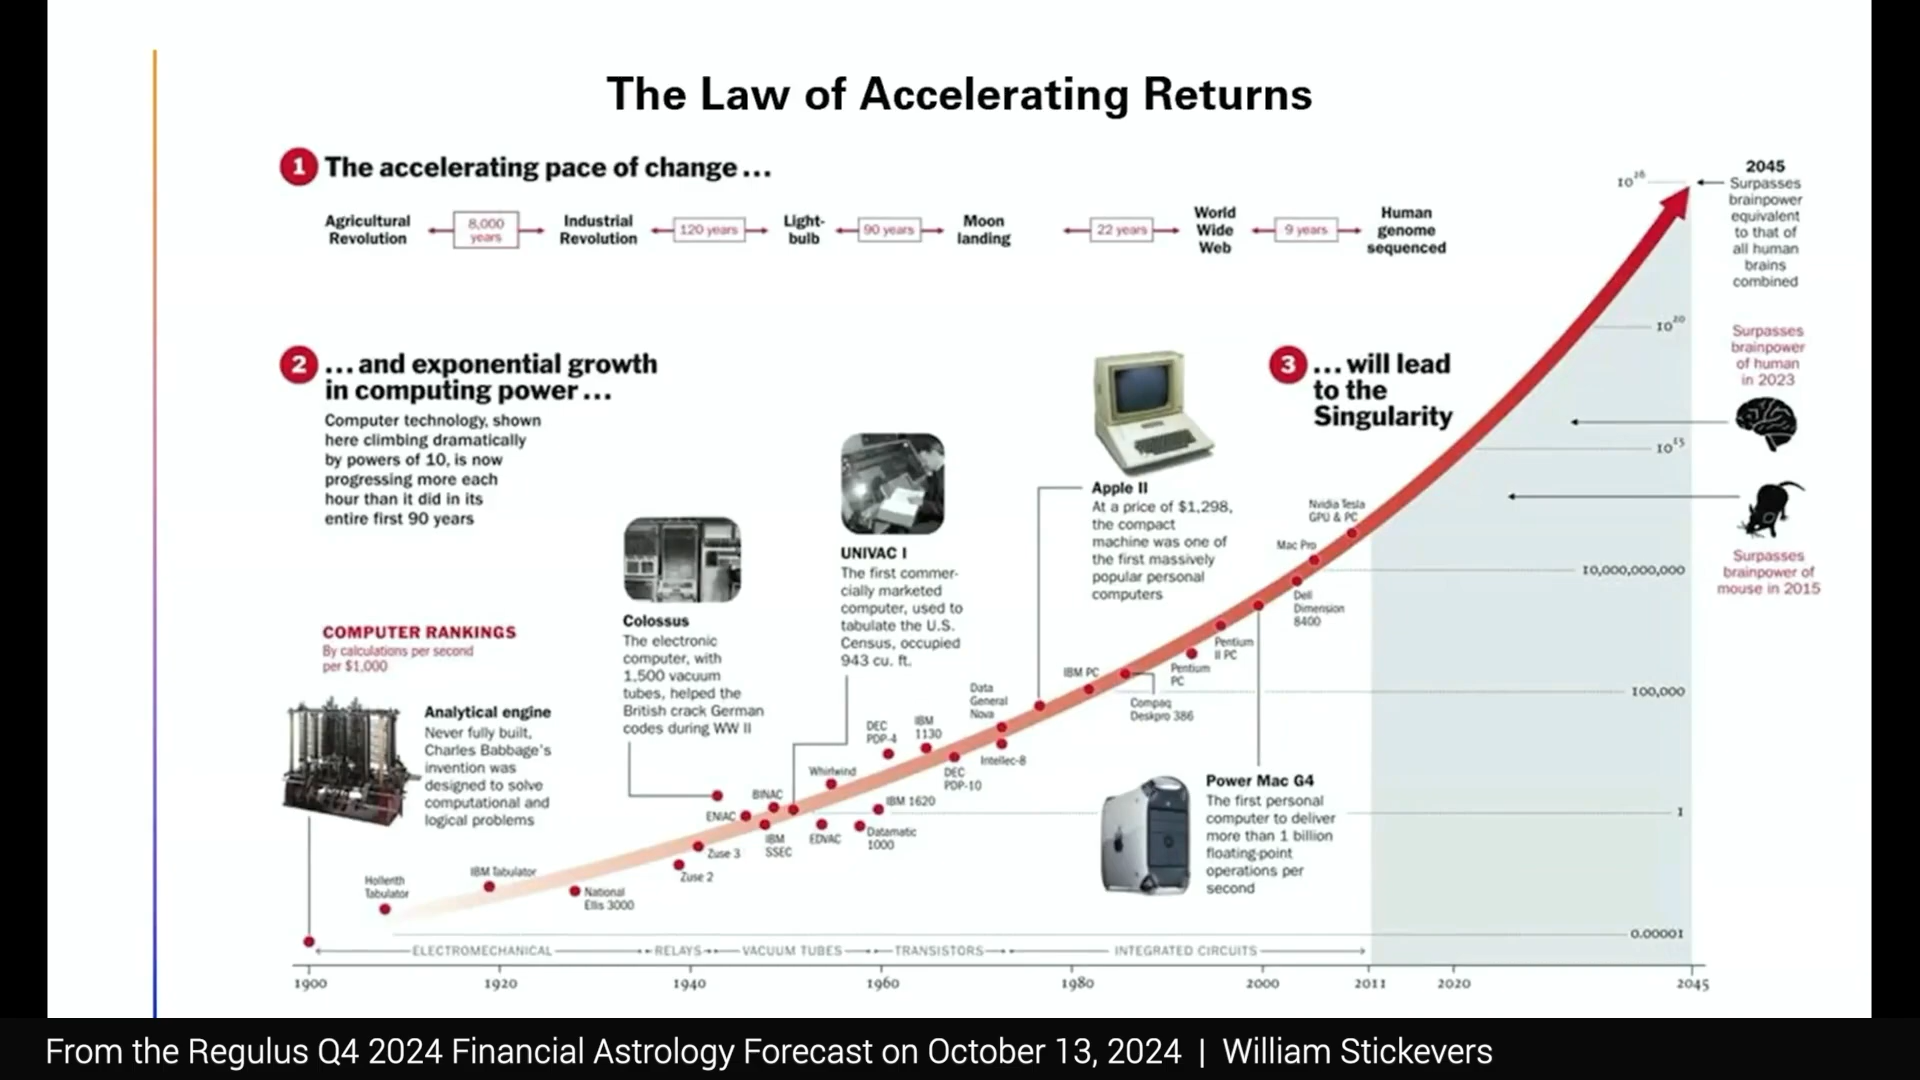 The Law of Accelerating Returns
1 The accelerating pace of change...
Agricultural
Revolution
8,000
years
Industrial
Revolution
120 years
Light-
bulb
90 years
Moon
landing
22 years
World
Wide
Web
9 years
Human
genome
sequenced
2 ...and exponential growth
in computing power...
Computer technology, shown
here climbing dramatically
by powers of 10, is now
progressing more each
hour than it did in its
entire first 90 years
3 ...will lead
to the
Singularity
COMPUTER RANKINGS
By calculations per second
per $1,000
Analytical engine
Never fully built,
Charles Babbage's
invention was
designed to solve
computational and
logical problems
Colossus
The electronic
computer, with
1,500 vacuum
tubes, helped the
British crack German
codes during WW II
UNIVAC I
The first commer-
cially marketed
computer, used to
tabulate the U.S.
Census, occupied
943 cu. ft.
Apple II
At a price of $1,298,
the compact
machine was one of
the first massively
popular personal
computers
Power Mac G4
The first personal
computer to deliver
more than 1 billion
floating-point
operations per
second
Hollerith
Tabulator
IBM Tabulator
National
Ellis 3000
Zuse 2
Zuse 3
ENIAC
BINAC
IBM
SSEC
Whirlwind
EDVAC
DEC
PDP-4
IBM
1130
IBM 1620
Datamatic
1000
Data
General
Nova
DEC
PDP-10
Intellec-8
IBM PC
Compaq
Deskpro 386
Pentium
PC
Pentium
II PC
Dell
Dimension
8400
Mac Pro
Nvidia Tesla
GPU & PC
2045
Surpasses
brainpower
equivalent
to that of
all human
brains
combined
Surpasses
brainpower
of human
in 2023
Surpasses
brainpower of
mouse in 2015
10²⁰
10¹⁵
10,000,000,000
100,000
1
0.00001
ELECTROMECHANICAL
RELAYS
VACUUM TUBES
TRANSISTORS
INTEGRATED CIRCUITS
1900
1920
1940
1960
1980
2000
2011
2020
2045
From the Regulus Q4 2024 Financial Astrology Forecast on October 13, 2024 | William Stickevers